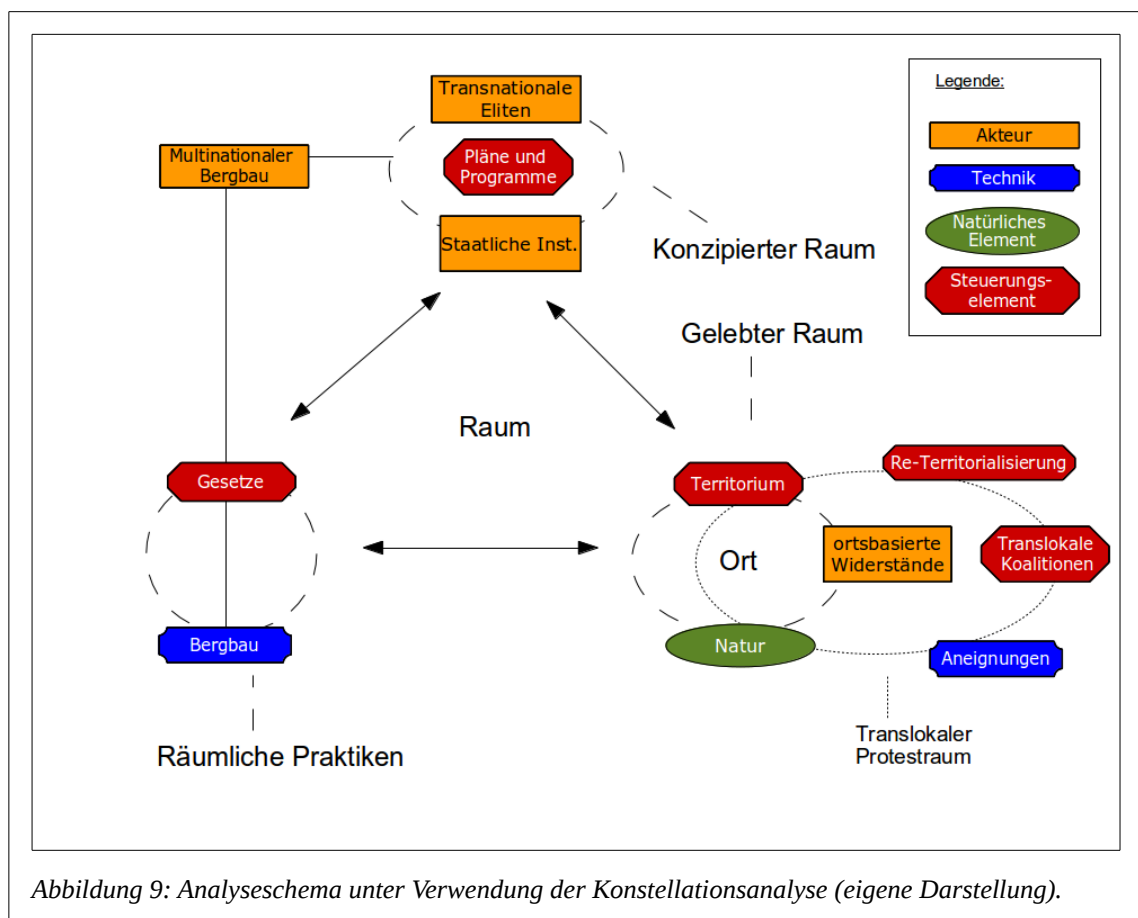 Transnationale
Eliten
Multinationaler
Bergbau
Pläne und
Programme
Staatliche Inst.
Konzipierter Raum
Gelebter Raum
Legende:
Akteur
Technik
Natürliches
Element
Steuerungs-
element
Raum
Gesetze
Bergbau
Räumliche Praktiken
Territorium
Re-Territorialisierung
Ort
ortsbasierte
Widerstände
Translokale
Koalitionen
Natur
Aneignungen
Translokaler
Protestraum
Abbildung 9: Analyseschema unter Verwendung der Konstellationsanalyse (eigene Darstellung).